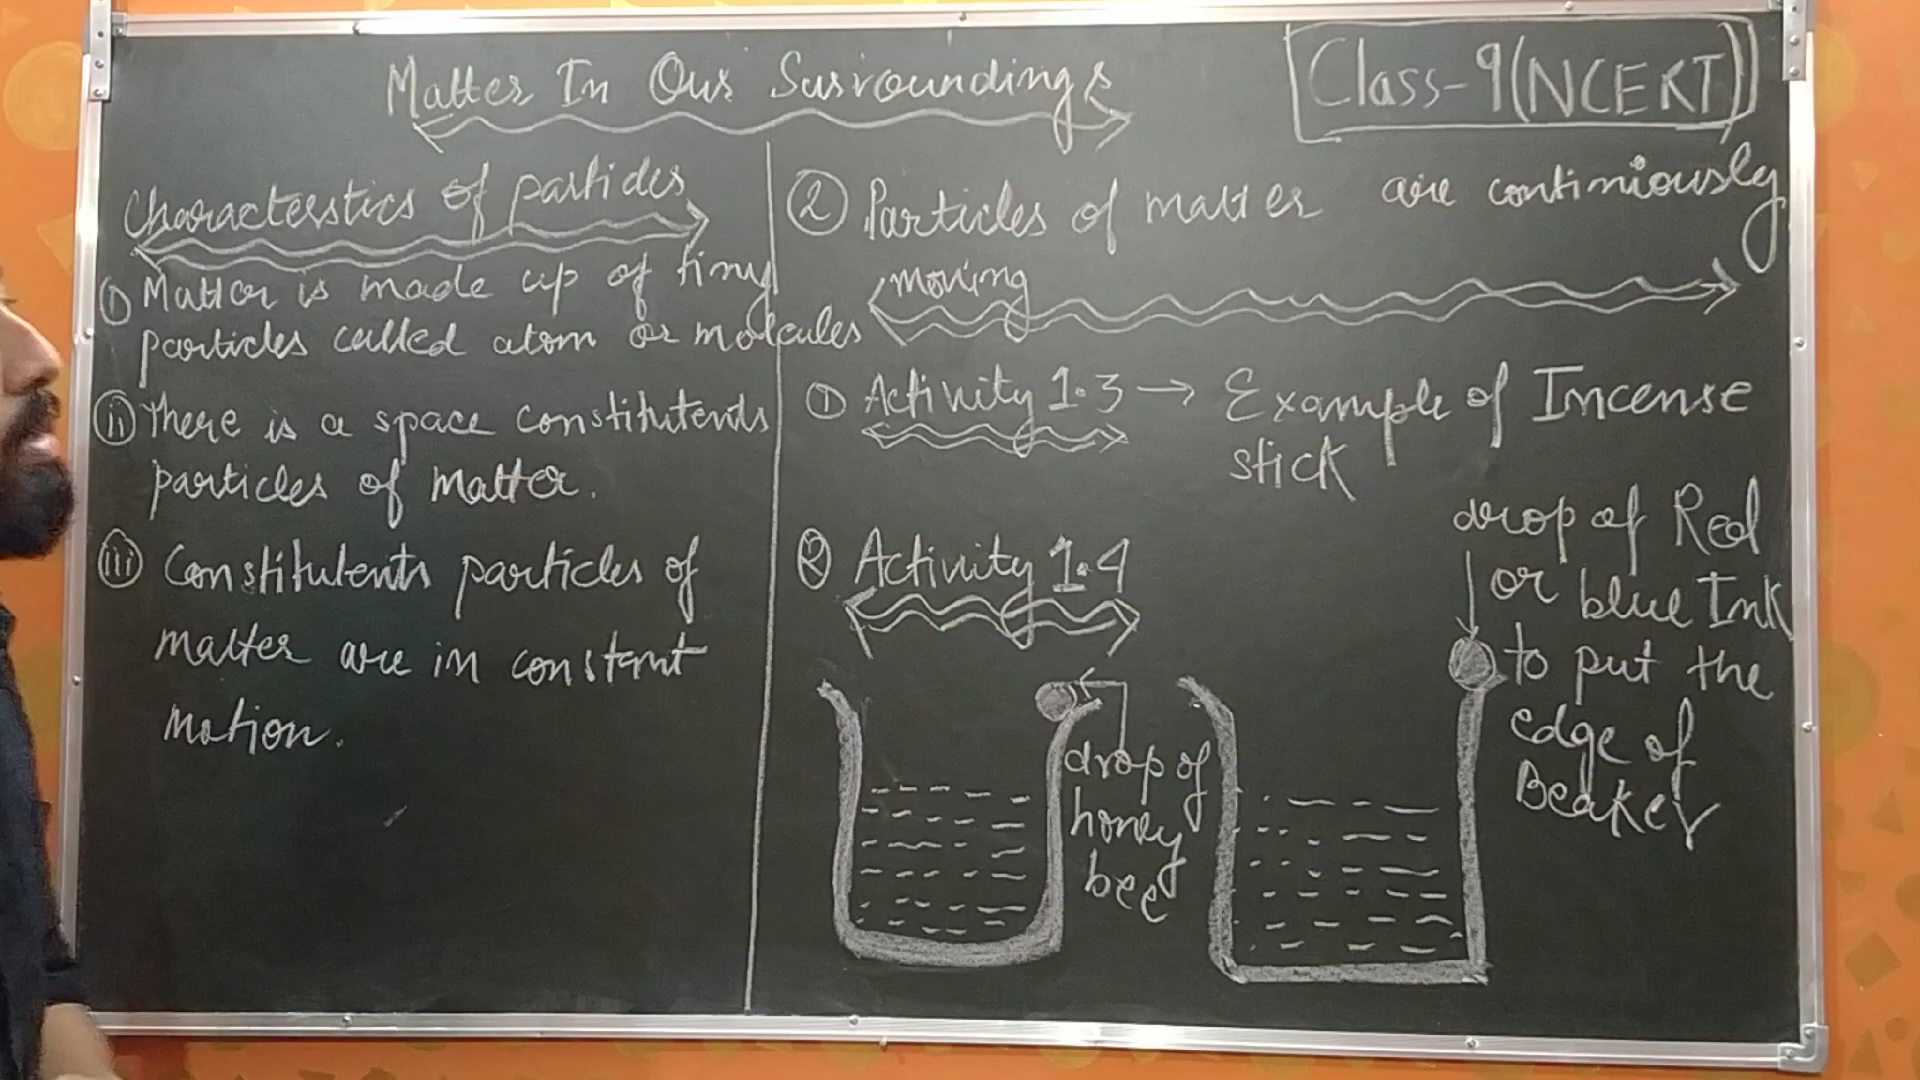 Matter In Our Surroundings
Class-9(NCERT)
Characterstics of particles
(i) Matter is made up of tiny
particles called atom or molecules
(ii) There is a space constitutents
particles of matter.
(iii) Constitutents particles of
matter are in constant
motion.
(2) Particles of matter are continiously
moving
(1) Activity 1.3 → Example of Incense
stick
(2) Activity 1.4
drop of
honey
bee
drop of Red
or blue Ink
to put the
edge of
Beaker